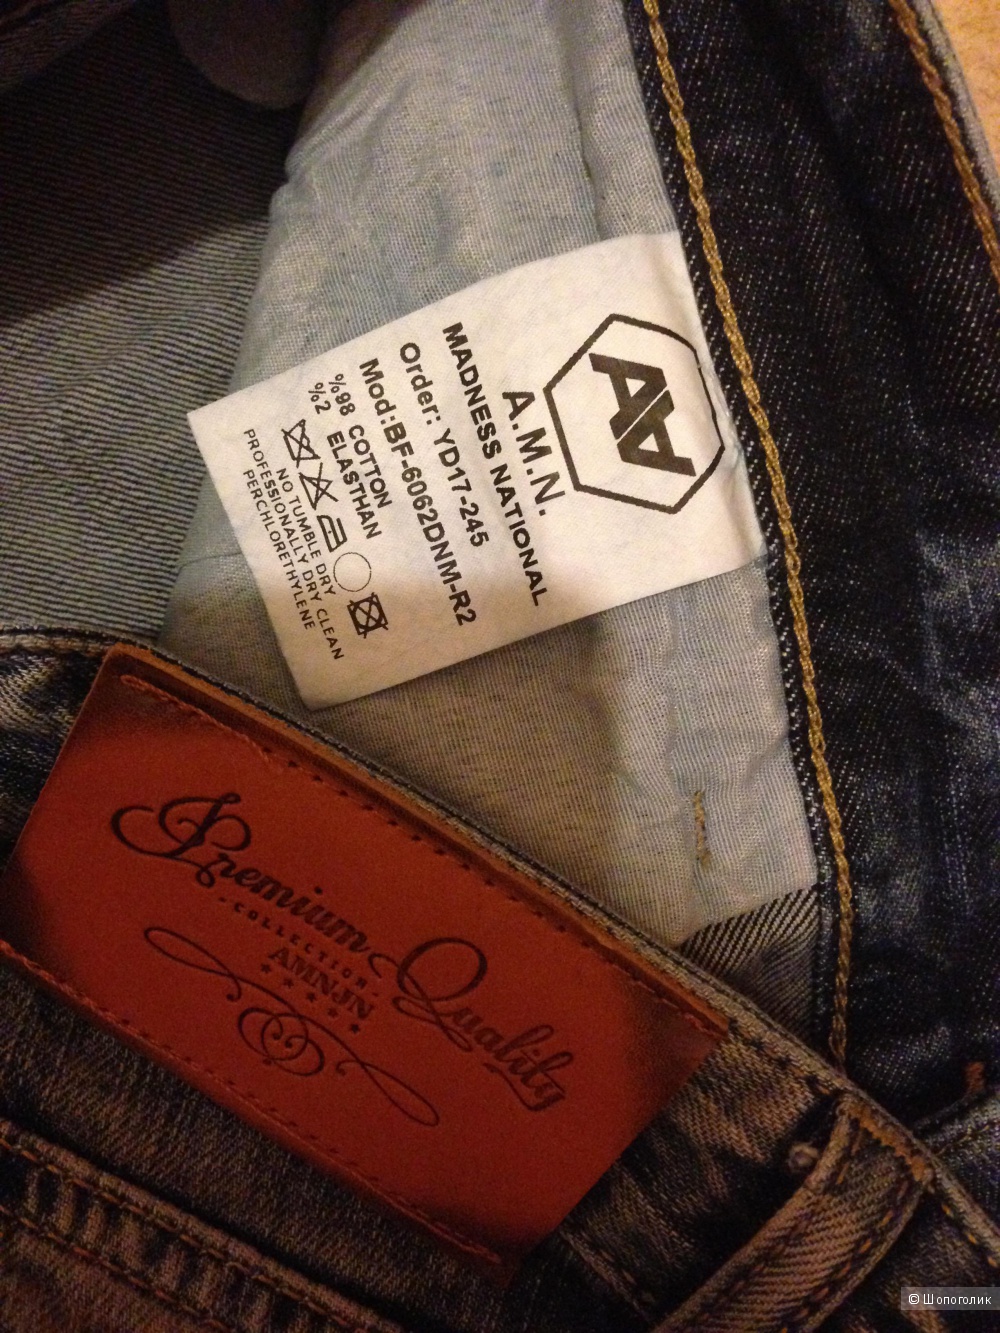 AA
A.M.N.
MADNESS NATIONAL
Order: YD17-245
Mod:BF-6062DNM-R2
%98 COTTON
%2 ELASTHAN
NO TUMBLE DRY
PROFESSIONALLY DRY CLEAN
PERCHLORETHYLENE
Premium Quality
-COLLECTION-
AMNJN
© Шопоголик